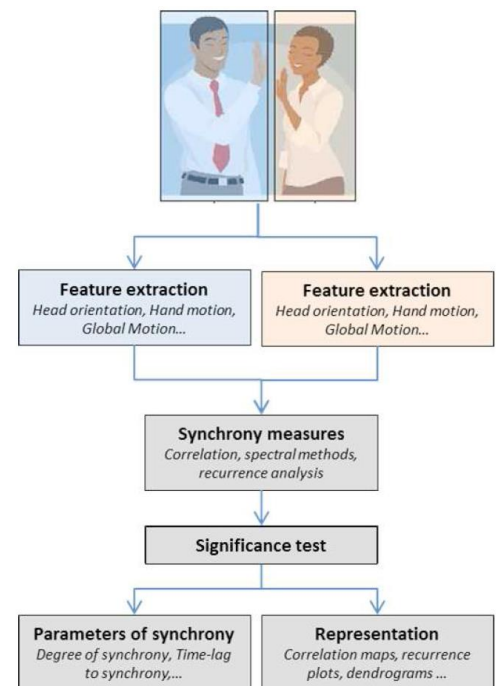 Feature extraction
Head orientation, Hand motion,
Global Motion...
Feature extraction
Head orientation, Hand motion,
Global Motion...
Synchrony measures
Correlation, spectral methods,
recurrence analysis
Significance test
Parameters of synchrony
Degree of synchrony, Time-lag
to synchrony,...
Representation
Correlation maps, recurrence
plots, dendrograms ...